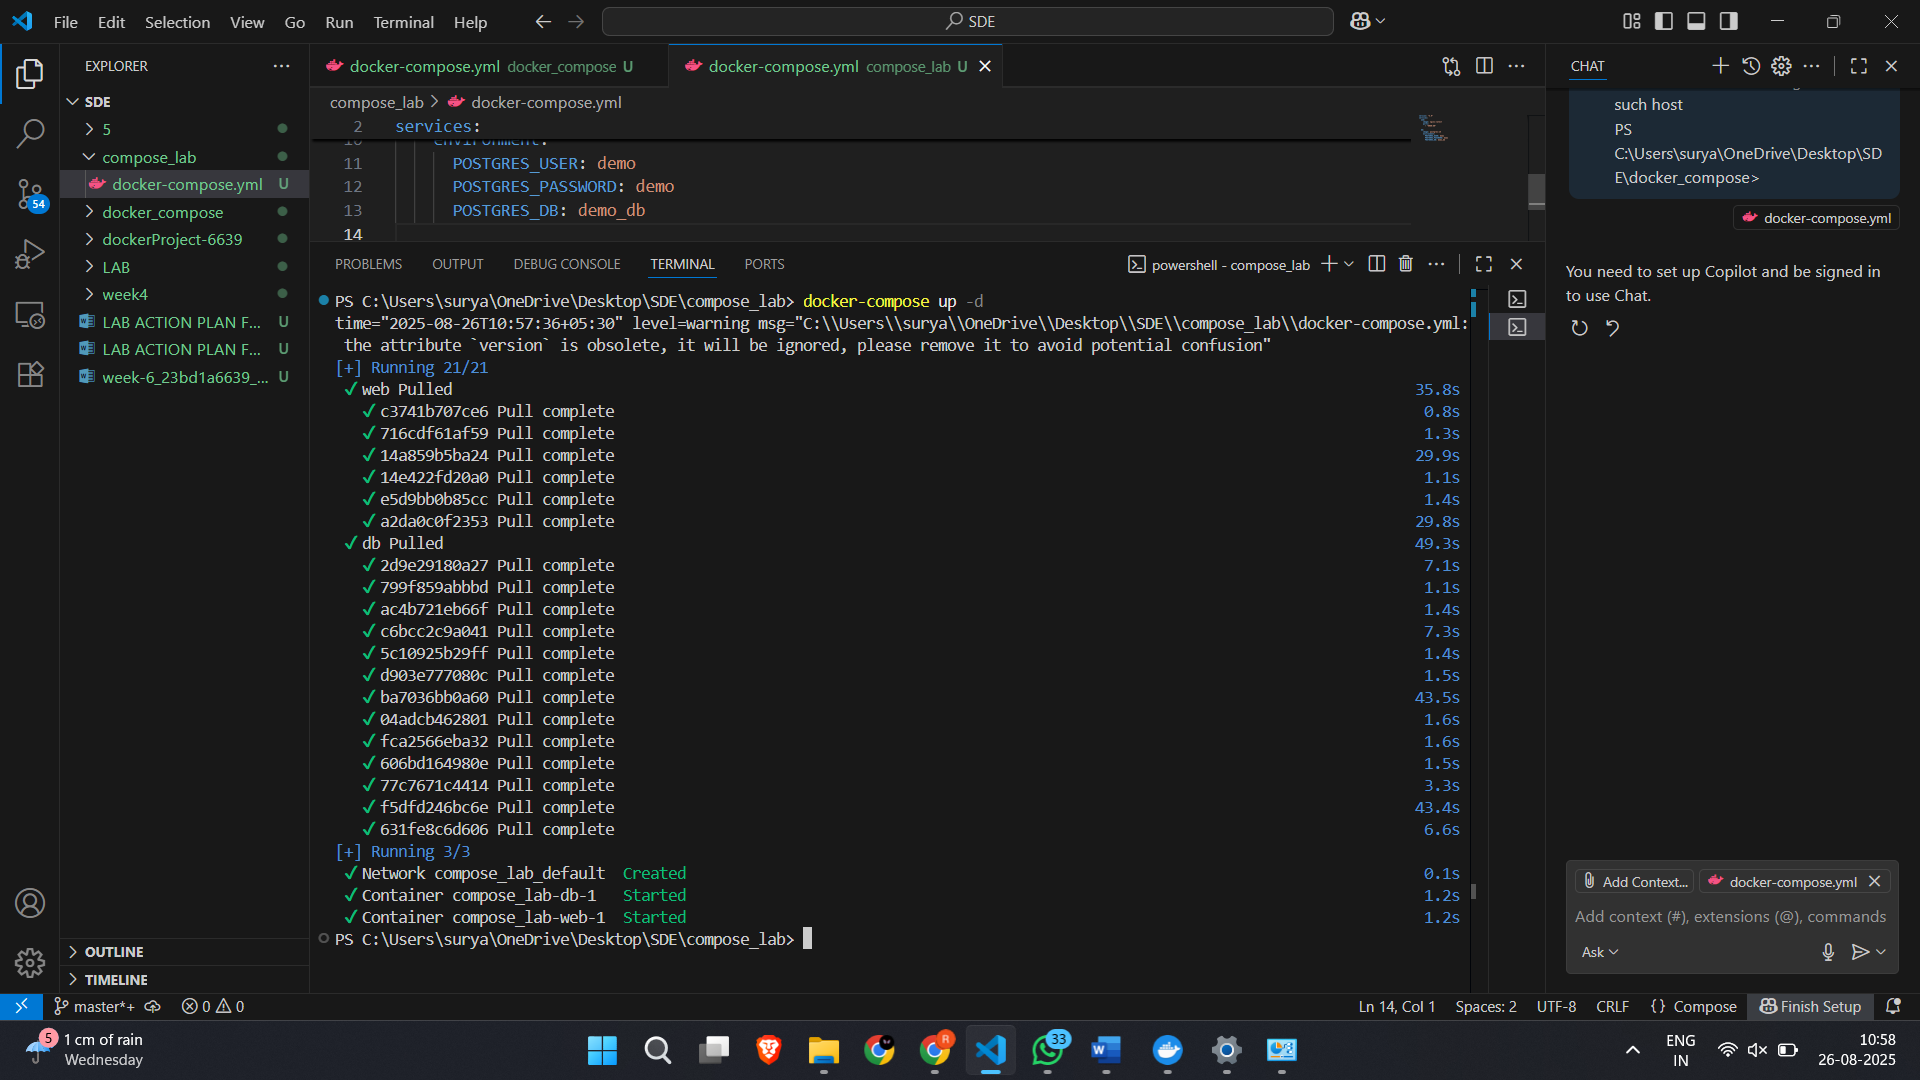 File Edit Selection View Go Run Terminal Help
SDE
EXPLORER
SDE
5
compose_lab
docker-compose.yml U
docker_compose
dockerProject-6639
LAB
week4
LAB ACTION PLAN F... U
LAB ACTION PLAN F... U
week-6_23bd1a6639_... U
OUTLINE
TIMELINE
54
docker-compose.yml docker_compose U
docker-compose.yml compose_lab U
compose_lab > docker-compose.yml
2 services:
10 environment:
11 POSTGRES_USER: demo
12 POSTGRES_PASSWORD: demo
13 POSTGRES_DB: demo_db
14
PROBLEMS OUTPUT DEBUG CONSOLE TERMINAL PORTS
powershell - compose_lab
PS C:\Users\surya\OneDrive\Desktop\SDE\compose_lab> docker-compose up -d
time="2025-08-26T10:57:36+05:30" level=warning msg="C:\\Users\\surya\\OneDrive\\Desktop\\SDE\\compose_lab\\docker-compose.yml:
the attribute `version` is obsolete, it will be ignored, please remove it to avoid potential confusion"
[+] Running 21/21
✔ web Pulled 35.8s
✔ c3741b707ce6 Pull complete 0.8s
✔ 716cdf61af59 Pull complete 1.3s
✔ 14a859b5ba24 Pull complete 29.9s
✔ 14e422fd20a0 Pull complete 1.1s
✔ e5d9bb0b85cc Pull complete 1.4s
✔ a2da0c0f2353 Pull complete 29.8s
✔ db Pulled 49.3s
✔ 2d9e29180a27 Pull complete 7.1s
✔ 799f859abbbd Pull complete 1.1s
✔ ac4b721eb66f Pull complete 1.4s
✔ c6bcc2c9a041 Pull complete 7.3s
✔ 5c10925b29ff Pull complete 1.4s
✔ d903e777080c Pull complete 1.5s
✔ ba7036bb0a60 Pull complete 43.5s
✔ 04adcb462801 Pull complete 1.6s
✔ fca2566eba32 Pull complete 1.6s
✔ 606bd164980e Pull complete 1.5s
✔ 77c7671c4414 Pull complete 3.3s
✔ f5dfd246bc6e Pull complete 43.4s
✔ 631fe8c6d606 Pull complete 6.6s
[+] Running 3/3
✔ Network compose_lab_default Created 0.1s
✔ Container compose_lab-db-1 Started 1.2s
✔ Container compose_lab-web-1 Started 1.2s
PS C:\Users\surya\OneDrive\Desktop\SDE\compose_lab>
CHAT
such host
PS
C:\Users\surya\OneDrive\Desktop\SD
E\docker_compose>
docker-compose.yml
You need to set up Copilot and be signed in
to use Chat.
Add Context... docker-compose.yml
Add context (#), extensions (@), commands
Ask
master*+ 0 0
Ln 14, Col 1 Spaces: 2 UTF-8 CRLF {} Compose Finish Setup
5
1 cm of rain
Wednesday
R
33
ENG
IN
10:58
26-08-2025